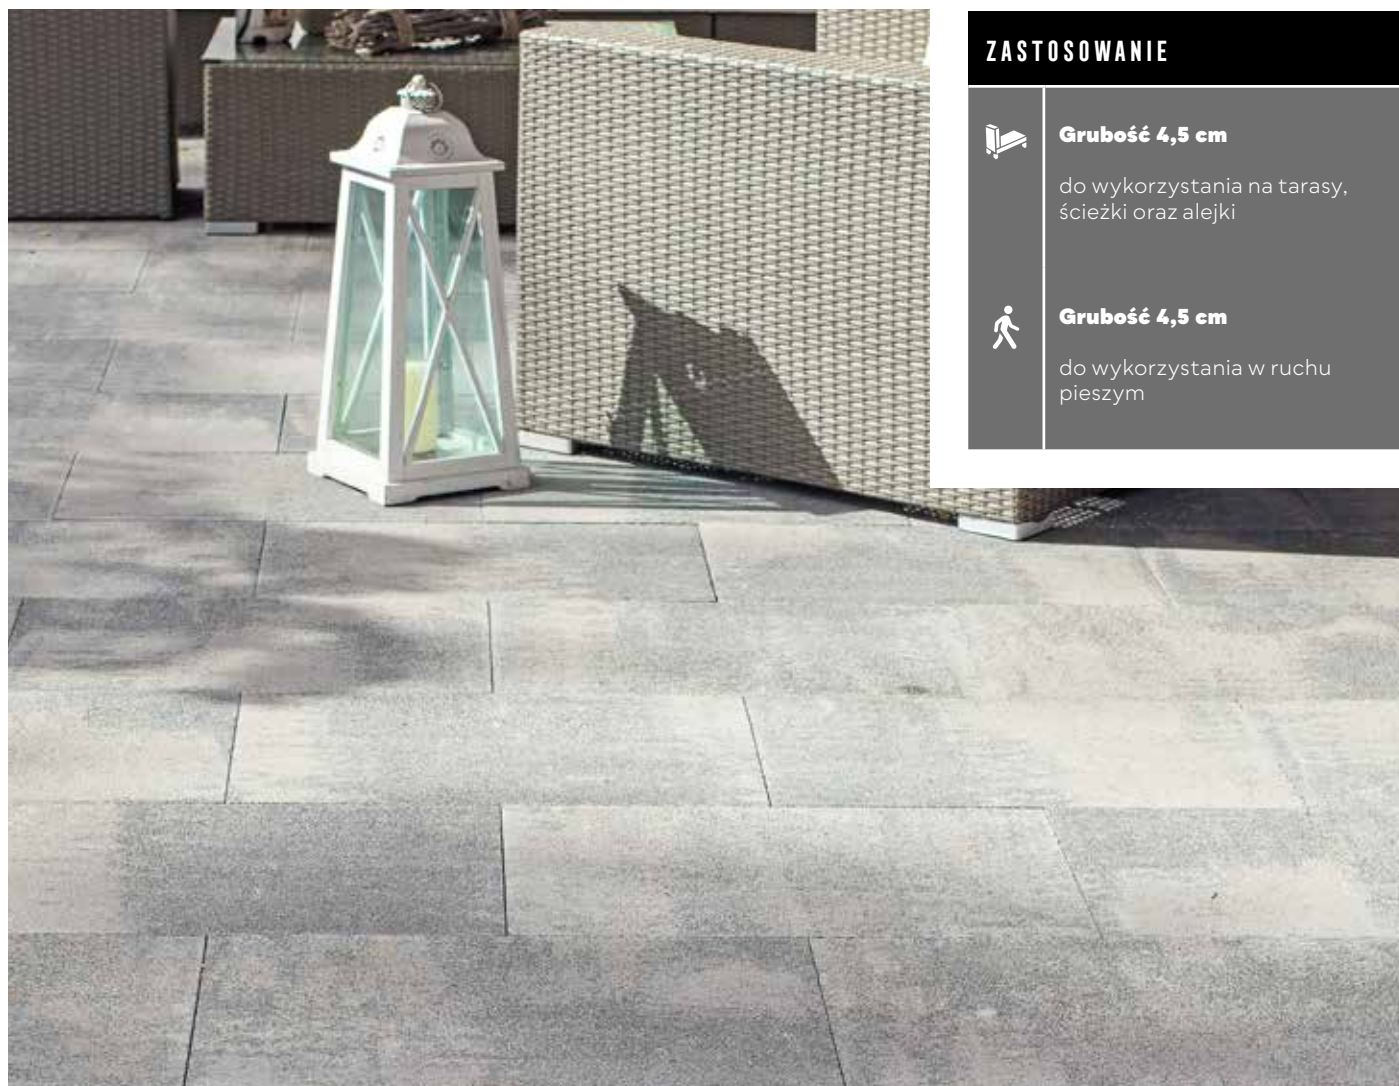 ZASTOSOWANIE
Grubość 4,5 cm
do wykorzystania na tarasy,
ścieżki oraz alejki
Grubość 4,5 cm
do wykorzystania w ruchu
pieszym